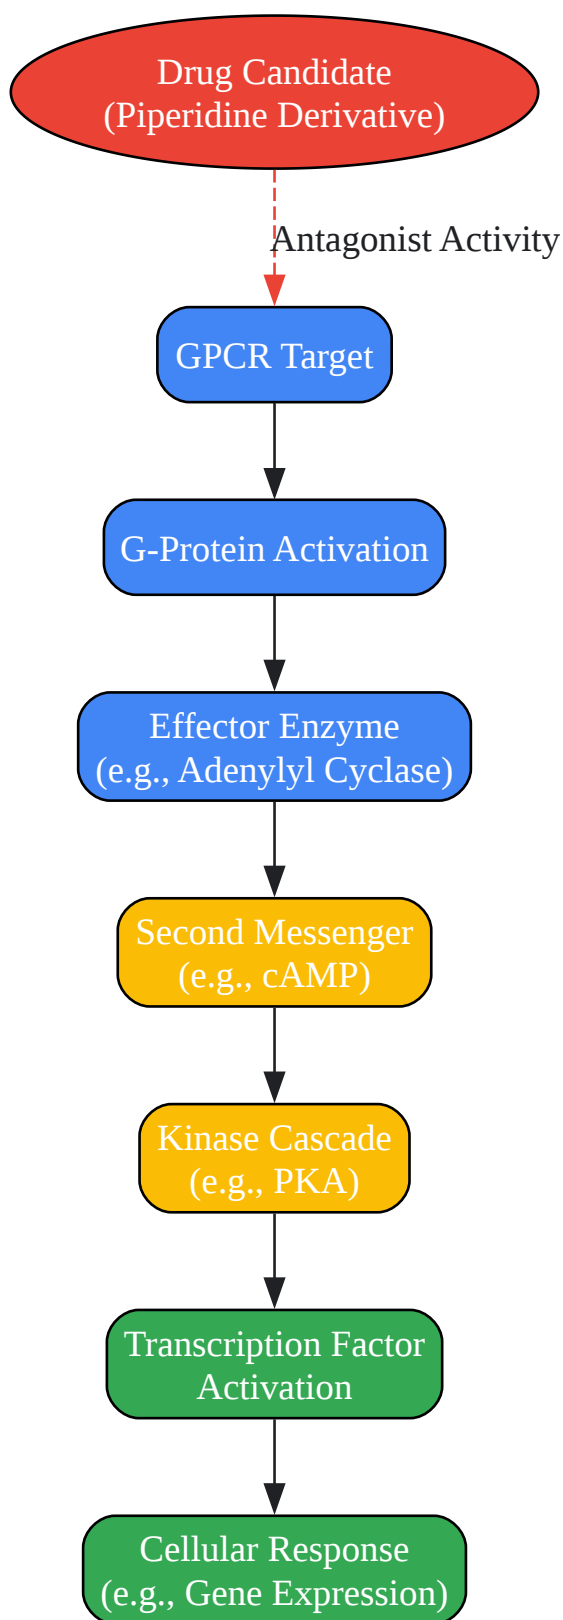 Drug Candidate
(Piperidine Derivative)
Antagonist Activity
GPCR Target
G-Protein Activation
Effector Enzyme
(e.g., Adenylyl Cyclase)
Second Messenger
(e.g., cAMP)
Kinase Cascade
(e.g., PKA)
Transcription Factor
Activation
Cellular Response
(e.g., Gene Expression)